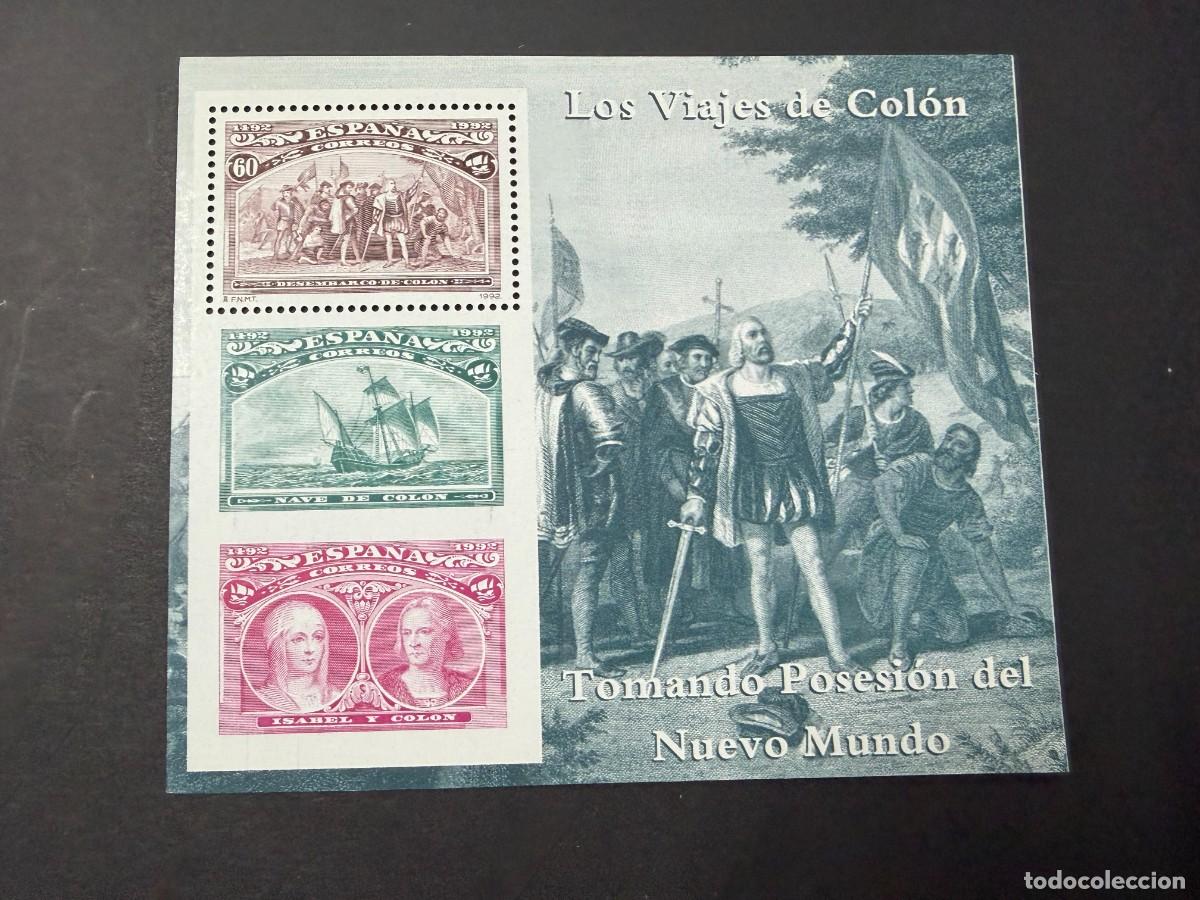 Los Viajes de Colón
1492 ESPAÑA 1992
CORREOS
60
DESEMBARCO DE COLON
F.N.M.T. 1992
1492 ESPAÑA 1992
CORREOS
NAVE DE COLON
1492 ESPAÑA 1992
CORREOS
ISABEL Y COLON
Tomando Posesión del
Nuevo Mundo
todocoleccion